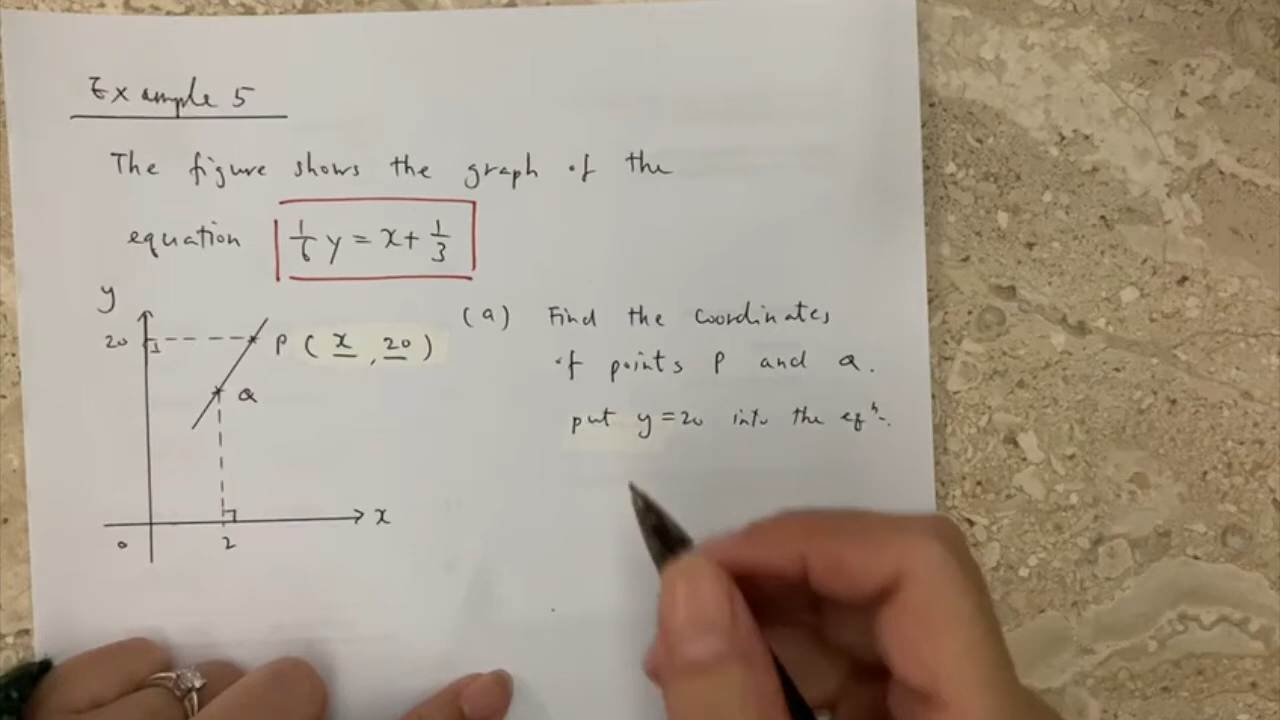 Example 5
The figure shows the graph of the
equation 1/6 y = x + 1/3
y
20
P ( x , 20 )
Q
x
0
2
(a) Find the coordinates
of points P and Q.
put y = 20 into the eqⁿ.